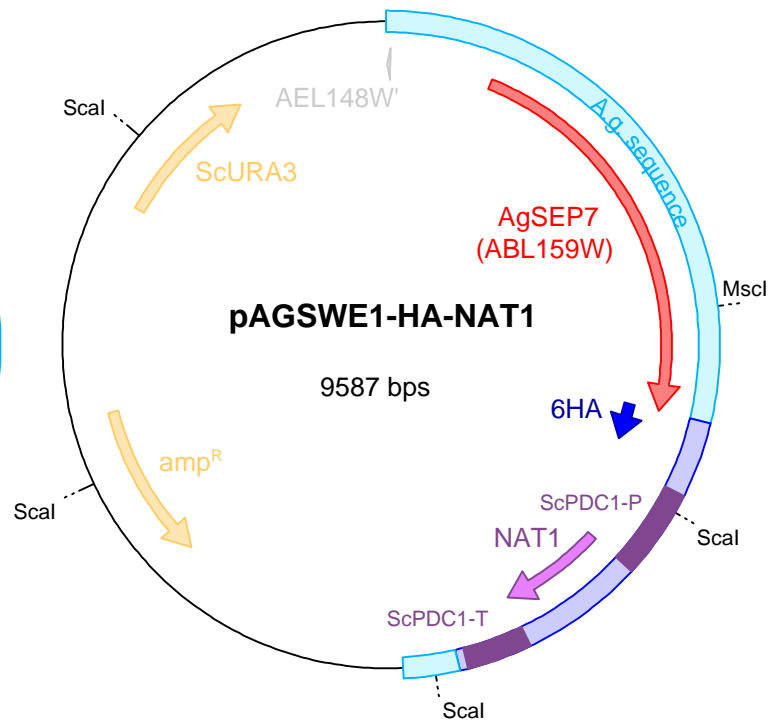 AEL148W'
A.g. sequence
ScaI
ScURA3
AgSEP7
(ABL159W)
MscI
pAGSWE1-HA-NAT1
9587 bps
6HA
amp^R
ScaI
ScPDC1-P
NAT1
ScaI
ScPDC1-T
ScaI